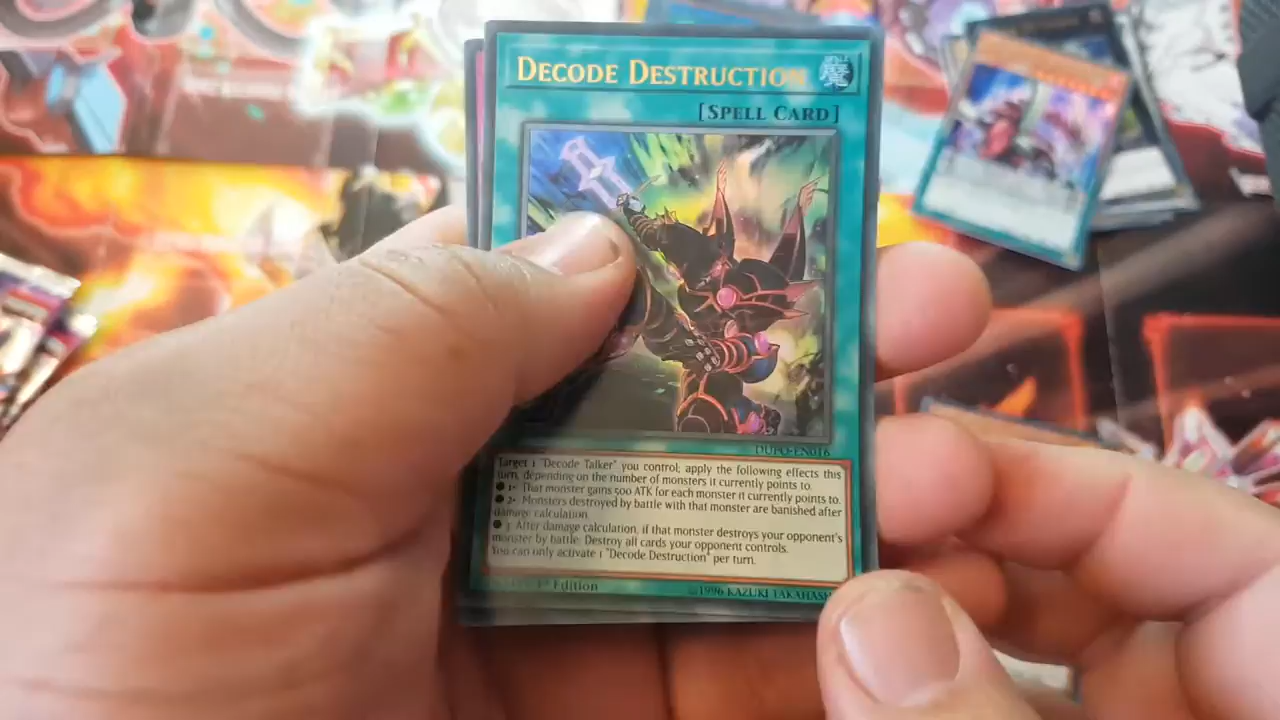 DECODE DESTRUCTION
[SPELL CARD]
DUPO-EN016
Target 1 "Decode Talker" you control; apply the following effects this
turn, depending on the number of monsters it currently points to.
● 1+ That monster gains 500 ATK for each monster it currently points to.
● 2+ Monsters destroyed by battle with that monster are banished after
damage calculation.
● 3 After damage calculation, if that monster destroys your opponent's
monster by battle: Destroy all cards your opponent controls.
You can only activate 1 "Decode Destruction" per turn.
1st Edition
©1996 KAZUKI TAKAHASH